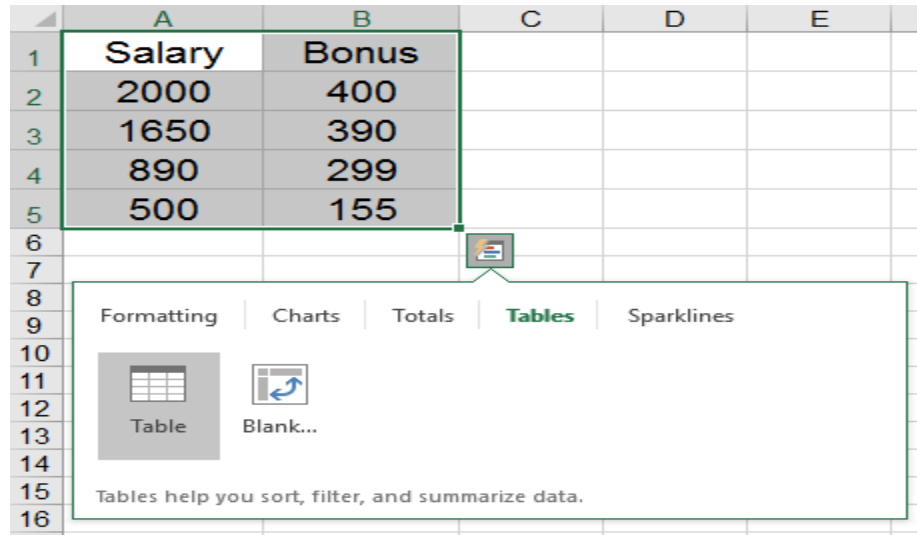 A B C D E
1 Salary Bonus
2 2000 400
3 1650 390
4 890 299
5 500 155
6
7
8
Formatting Charts Totals Tables Sparklines
9
10
11
12
Table Blank...
13
14
15 Tables help you sort, filter, and summarize data.
16